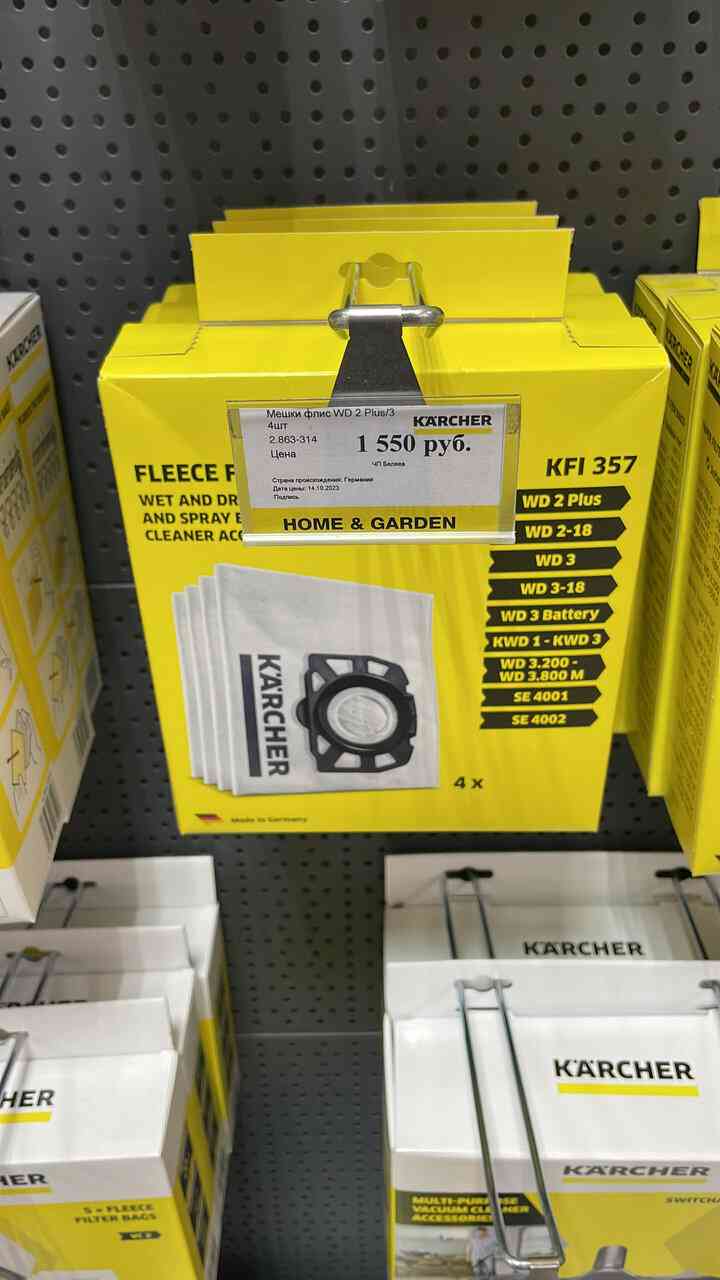 Мешки флис WD 2 Plus/3
4шт
KÄRCHER
2.863-314
1 550 руб.
Цена
ЧП Беляев
Страна происхождения: Германия
Дата цены: 14.10.2023
Подпись
HOME & GARDEN
FLEECE
WET AND
AND SPRAY
CLEANER
KFI 357
WD 2 Plus
WD 2-18
WD 3
WD 3-18
WD 3 Battery
KWD 1 - KWD 3
WD 3.200 -
WD 3.800 M
SE 4001
SE 4002
KÄRCHER
4 x
Made in Germany
KÄRCHER
KÄRCHER
KÄRCHER
KÄRCHER
KÄRCHER
MULTI-PURPOSE
VACUUM CLEANER
ACCESSORIES
5 x FLEECE
FILTER BAGS
WD 2